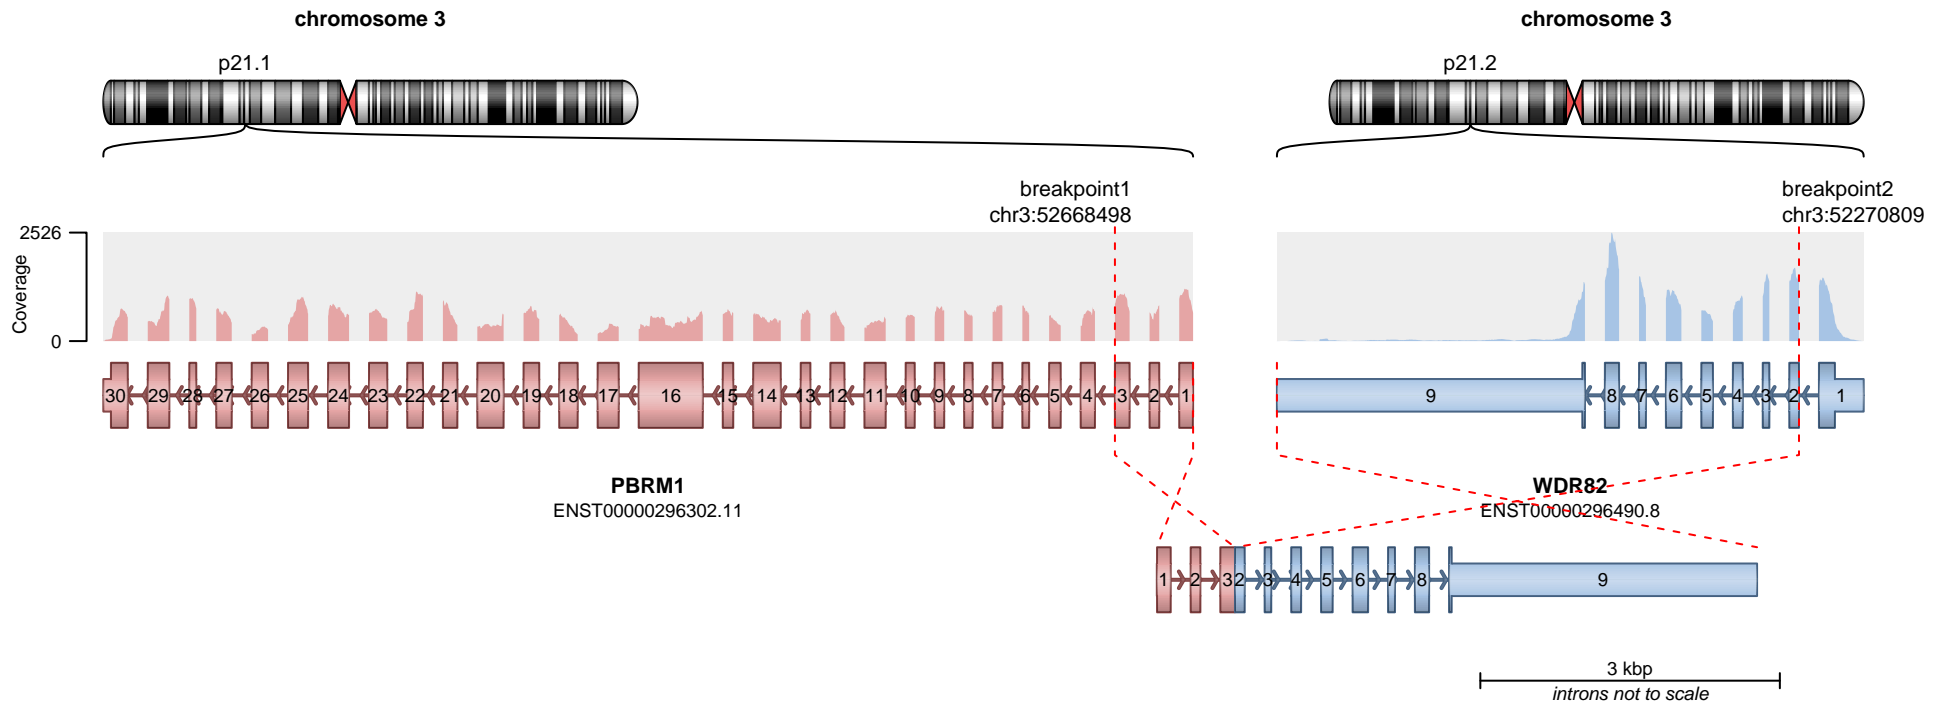 chromosome 3
chromosome 3
p21.1
p21.2
breakpoint1
chr3:52668498
breakpoint2
chr3:52270809
2526
Coverage
0
30 29 28 27 26 25 24 23 22 21 20 19 18 17 16 15 14 13 12 11 10 9 8 7 6 5 4 3 2 1
9 8 7 6 5 4 3 2 1
PBRM1
ENST00000296302.11
WDR82
ENST00000296490.8
1 2 3 2 3 4 5 6 7 8 9
3 kbp
introns not to scale